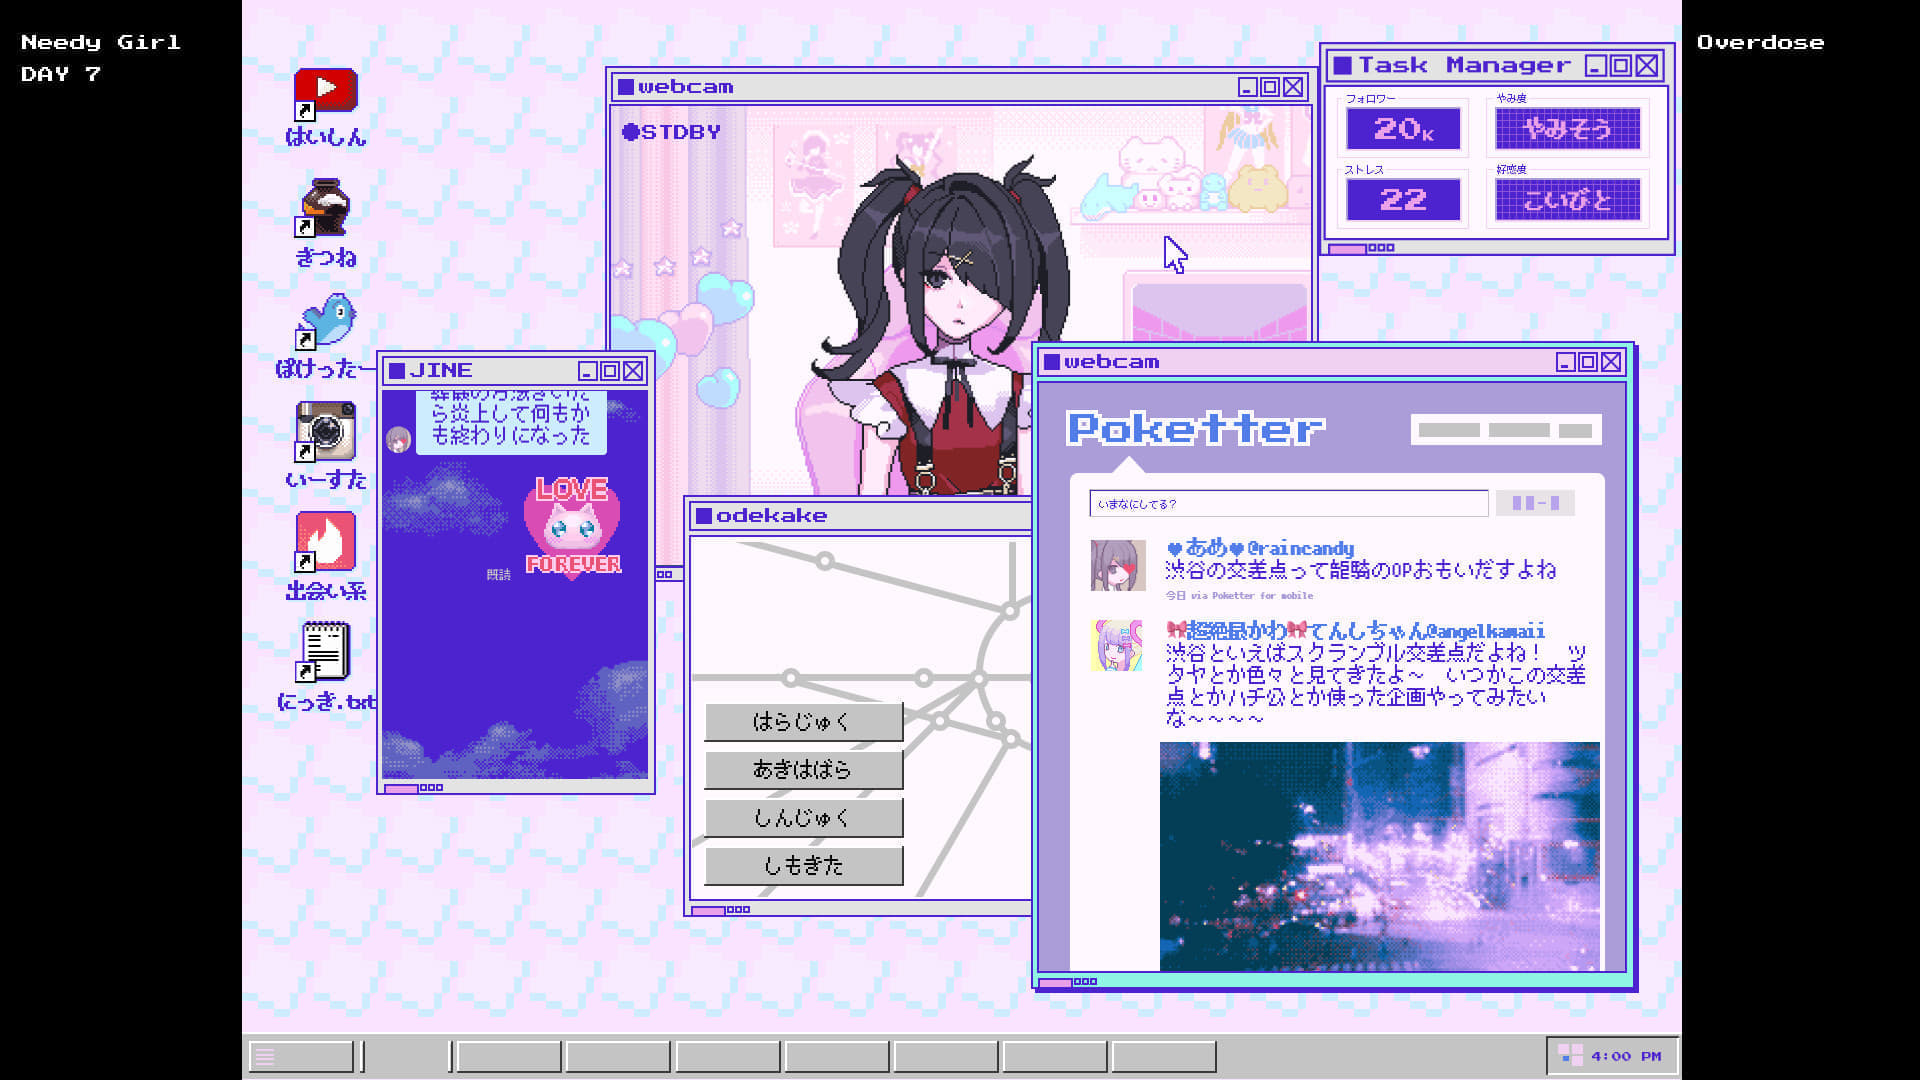 Needy Girl
DAY 7
Overdose
はいしん
きつね
ぽけったー
いーすた
出会い系
にっき.txt
webcam
STDBY
Task Manager
フォロワー
20K
やみ度
やみそう
ストレス
22
好感度
こいびと
JINE
ら炎上して何もか
も終わりになった
LOVE
FOREVER
既読
odekake
はらじゅく
あきはばら
しんじゅく
しもきた
webcam
Poketter
いまなにしてる?
♥あめ♥@raincandy
渋谷の交差点って龍騎のOPおもいだすよね
今日 via Poketter for mobile
🎀超絶最かわ🎀てんしちゃん@angelkawaii
渋谷といえばスクランブル交差点だよね! ツ
タヤとか色々と見てきたよ〜 いつかこの交差
点とかハチ公とか使った企画やってみたい
な〜〜〜〜
4:00 PM